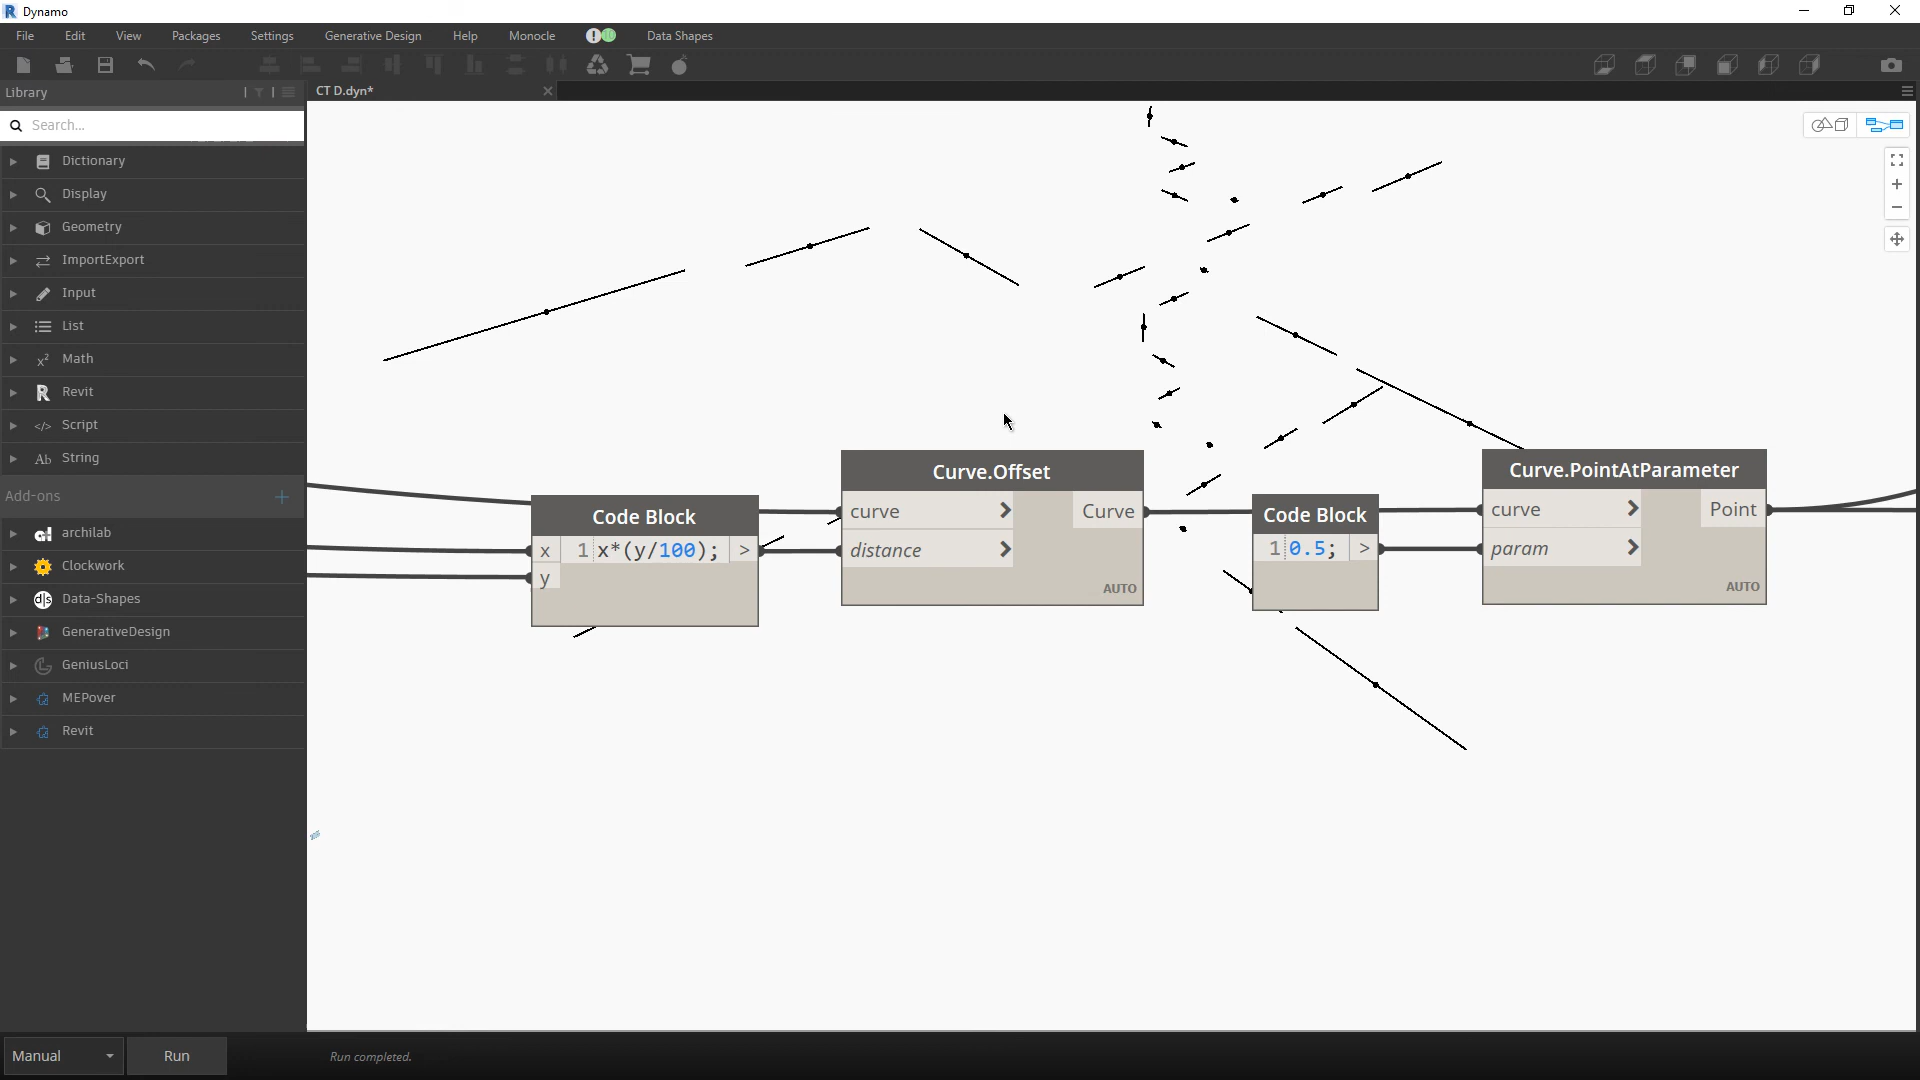 Dynamo
File Edit View Packages Settings Generative Design Help Monocle Data Shapes
Library
CT D.dyn*
Search...
Dictionary
Display
Geometry
ImportExport
Input
List
Math
Revit
Script
String
Add-ons
archilab
Clockwork
Data-Shapes
GenerativeDesign
GeniusLoci
MEPover
Revit
Code Block
x 1 x*(y/100); >
y
Curve.Offset
curve > Curve
distance >
AUTO
Code Block
1 0.5; >
Curve.PointAtParameter
curve > Point
param >
AUTO
Manual Run Run completed.